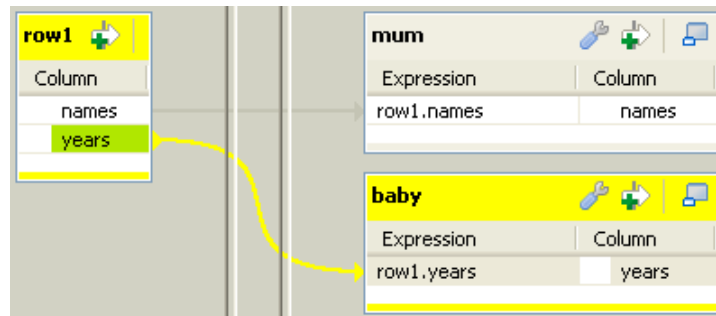 row1
Column
names
years
mum
Expression Column
row1.names names
baby
Expression Column
row1.years years